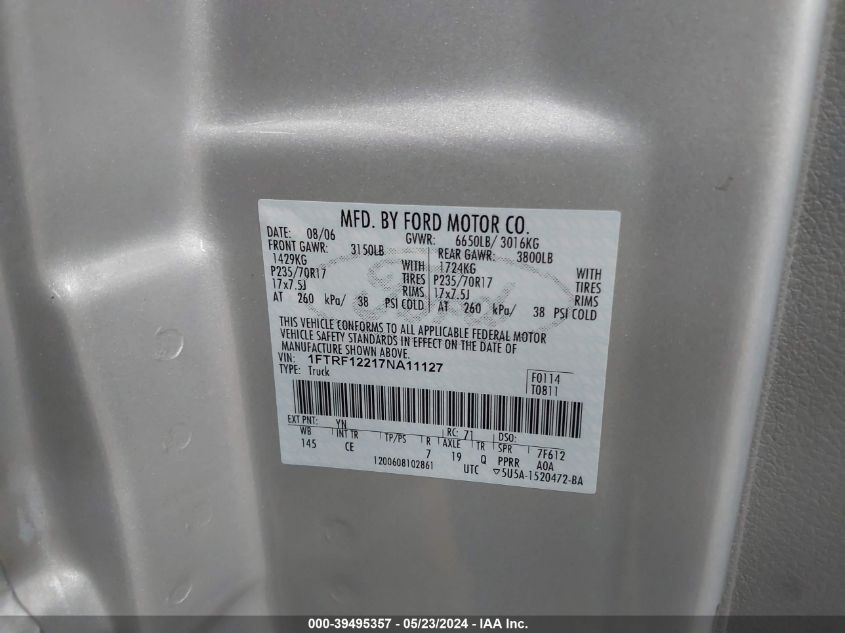 MFD. BY FORD MOTOR CO.
DATE: 08/06 GVWR: 6650LB/ 3016KG
FRONT GAWR: 3150LB REAR GAWR: 3800LB
1429KG WITH 1724KG WITH
P235/70R17 TIRES P235/70R17 TIRES
17x7.5J RIMS 17x7.5J RIMS
AT 260 kPa/ 38 PSI COLD AT 260 kPa/ 38 PSI COLD
THIS VEHICLE CONFORMS TO ALL APPLICABLE FEDERAL MOTOR
VEHICLE SAFETY STANDARDS IN EFFECT ON THE DATE OF
MANUFACTURE SHOWN ABOVE.
VIN: 1FTRF12217NA11127
TYPE: Truck
F0114
T0811
EXT PNT: YN RC: 71 DSO:
WB INT TR TP/PS R AXLE TR SPR 7F612
145 CE 7 19 Q PPRR AOA
1200608102861 UTC ▽5U5A-1520472-BA
000-39495357 - 05/23/2024 - IAA Inc.